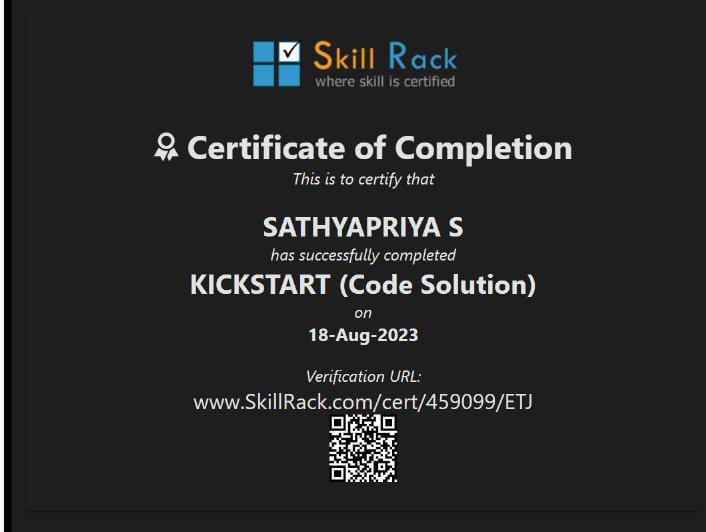 Skill Rack
where skill is certified
Certificate of Completion
This is to certify that
SATHYAPRIYA S
has successfully completed
KICKSTART (Code Solution)
on
18-Aug-2023
Verification URL:
www.SkillRack.com/cert/459099/ETJ